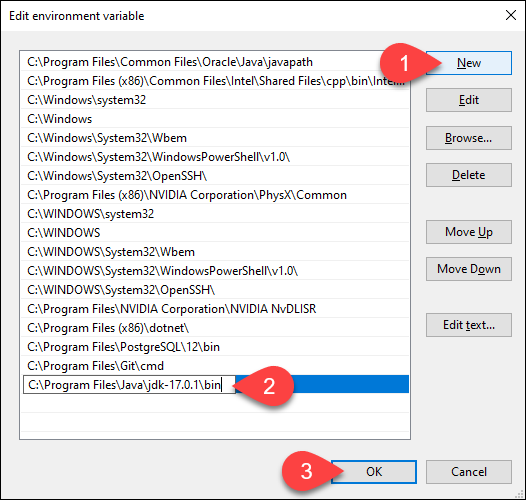 Edit environment variable
C:\Program Files\Common Files\Oracle\Java\javapath
C:\Program Files (x86)\Common Files\Intel\Shared Files\cpp\bin\Intel...
C:\Windows\system32
C:\Windows
C:\Windows\System32\Wbem
C:\Windows\System32\WindowsPowerShell\v1.0\
C:\Windows\System32\OpenSSH\
C:\Program Files (x86)\NVIDIA Corporation\PhysX\Common
C:\WINDOWS\system32
C:\WINDOWS
C:\WINDOWS\System32\Wbem
C:\WINDOWS\System32\WindowsPowerShell\v1.0\
C:\WINDOWS\System32\OpenSSH\
C:\Program Files\NVIDIA Corporation\NVIDIA NvDLISR
C:\Program Files (x86)\dotnet\
C:\Program Files\PostgreSQL\12\bin
C:\Program Files\Git\cmd
C:\Program Files\Java\jdk-17.0.1\bin
2
1
New
Edit
Browse...
Delete
Move Up
Move Down
Edit text...
3
OK
Cancel